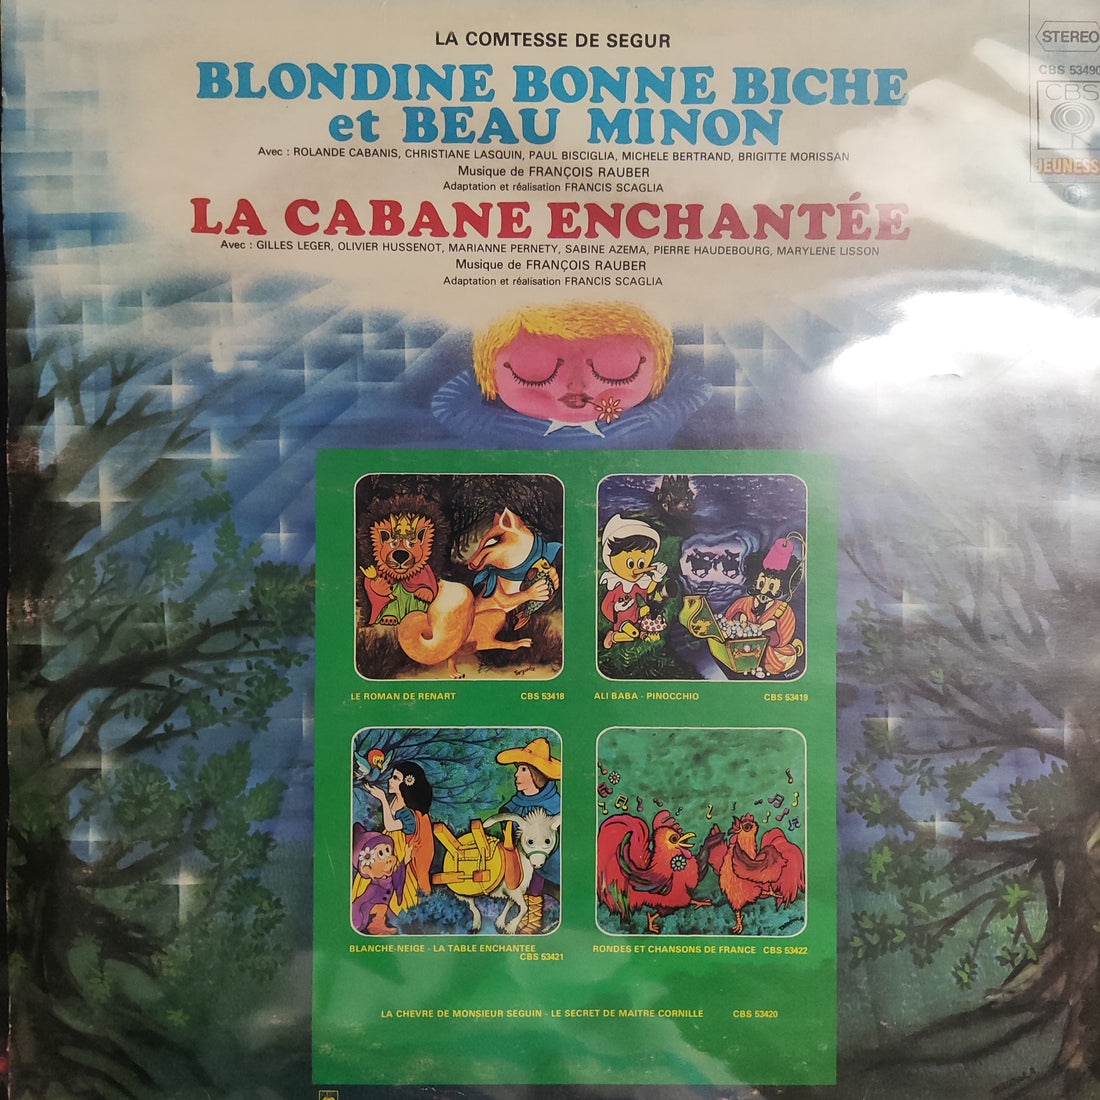 LA COMTESSE DE SEGUR
STEREO
CBS 53490
CBS
JEUNESS
BLONDINE BONNE BICHE
et BEAU MINON
Avec : ROLANDE CABANIS, CHRISTIANE LASQUIN, PAUL BISCIGLIA, MICHELE BERTRAND, BRIGITTE MORISSAN
Musique de FRANÇOIS RAUBER
Adaptation et réalisation FRANCIS SCAGLIA
LA CABANE ENCHANTÉE
Avec : GILLES LEGER, OLIVIER HUSSENOT, MARIANNE PERNETY, SABINE AZEMA, PIERRE HAUDEBOURG, MARYLENE LISSON
Musique de FRANÇOIS RAUBER
Adaptation et réalisation FRANCIS SCAGLIA
LE ROMAN DE RENART CBS 53418
ALI BABA - PINOCCHIO CBS 53419
BLANCHE-NEIGE - LA TABLE ENCHANTEE
CBS 53421
RONDES ET CHANSONS DE FRANCE CBS 53422
LA CHEVRE DE MONSIEUR SEGUIN - LE SECRET DE MAITRE CORNILLE CBS 53420